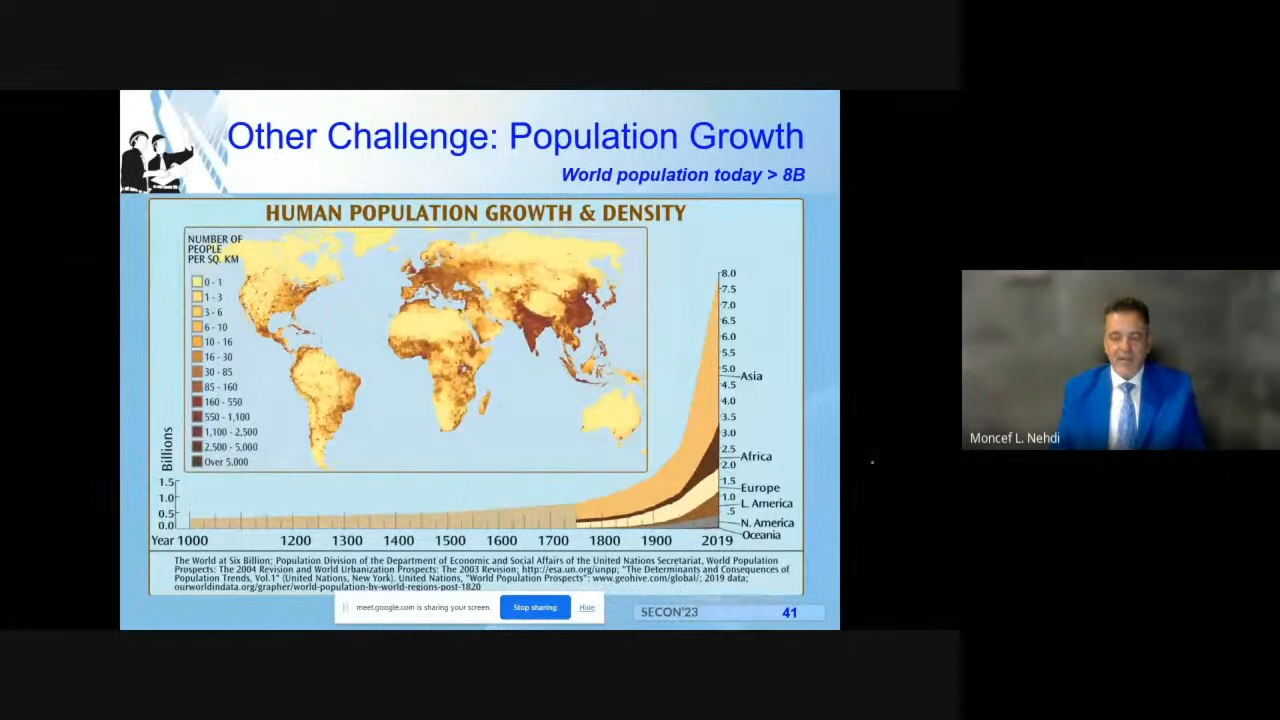 Other Challenge: Population Growth
World population today > 8B
HUMAN POPULATION GROWTH & DENSITY
NUMBER OF
PEOPLE
PER SQ. KM
0 - 1
1 - 3
3 - 6
6 - 10
10 - 16
16 - 30
30 - 85
85 - 160
160 - 550
550 - 1,100
1,100 - 2,500
2,500 - 5,000
Over 5,000
Billions
1.5
1.0
0.5
0.0
8.0
7.5
7.0
6.5
6.0
5.5
5.0
4.5
4.0
3.5
3.0
2.5
2.0
1.5
1.0
.5
Asia
Africa
Europe
L. America
N. America
Oceania
Year 1000 1200 1300 1400 1500 1600 1700 1800 1900 2019
The World at Six Billion; Population Division of the Department of Economic and Social Affairs of the United Nations Secretariat, World Population
Prospects: The 2004 Revision and World Urbanization Prospects: The 2003 Revision; http://esa.un.org/unpp; "The Determinants and Consequences of
Population Trends, Vol.1" (United Nations, New York). United Nations, "World Population Prospects": www.geohive.com/global/; 2019 data;
ourworldindata.org/grapher/world-population-by-world-regions-post-1820
meet.google.com is sharing your screen.
Stop sharing
Hide
SECON'23
41
Moncef L. Nehdi